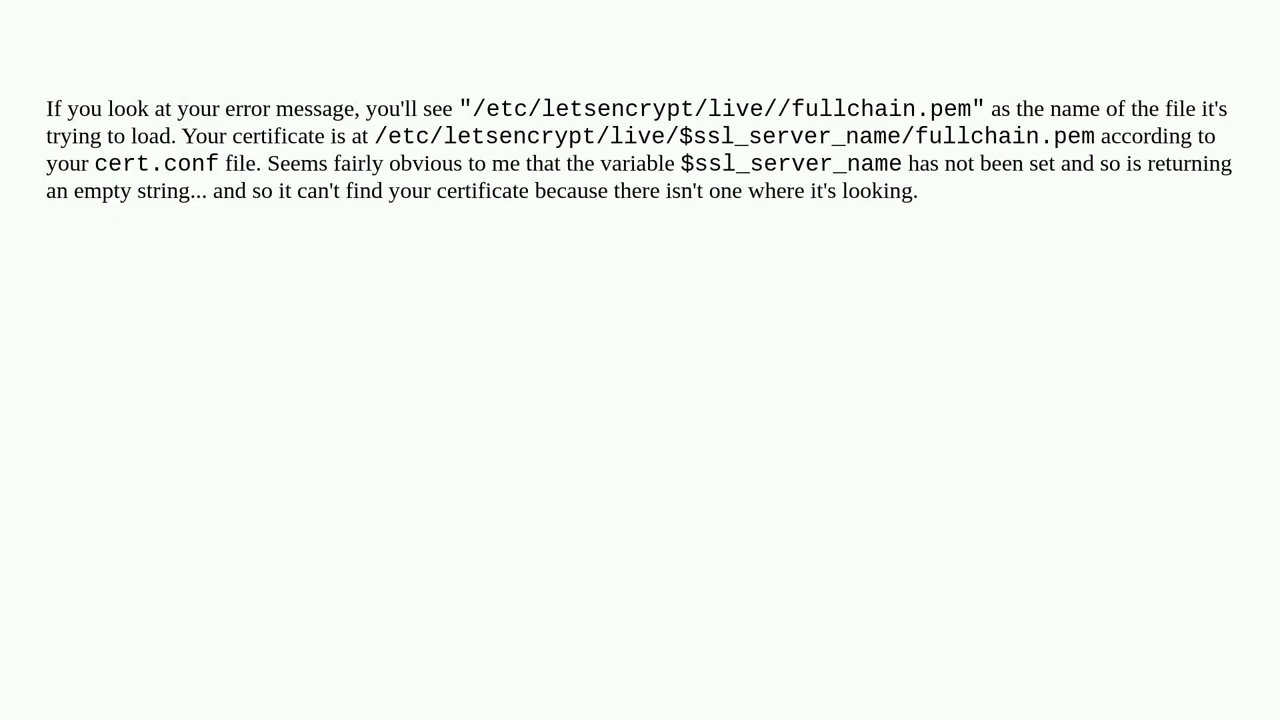 If you look at your error message, you'll see "/etc/letsencrypt/live//fullchain.pem" as the name of the file it's
trying to load. Your certificate is at /etc/letsencrypt/live/$ssl_server_name/fullchain.pem according to
your cert.conf file. Seems fairly obvious to me that the variable $ssl_server_name has not been set and so is returning
an empty string... and so it can't find your certificate because there isn't one where it's looking.